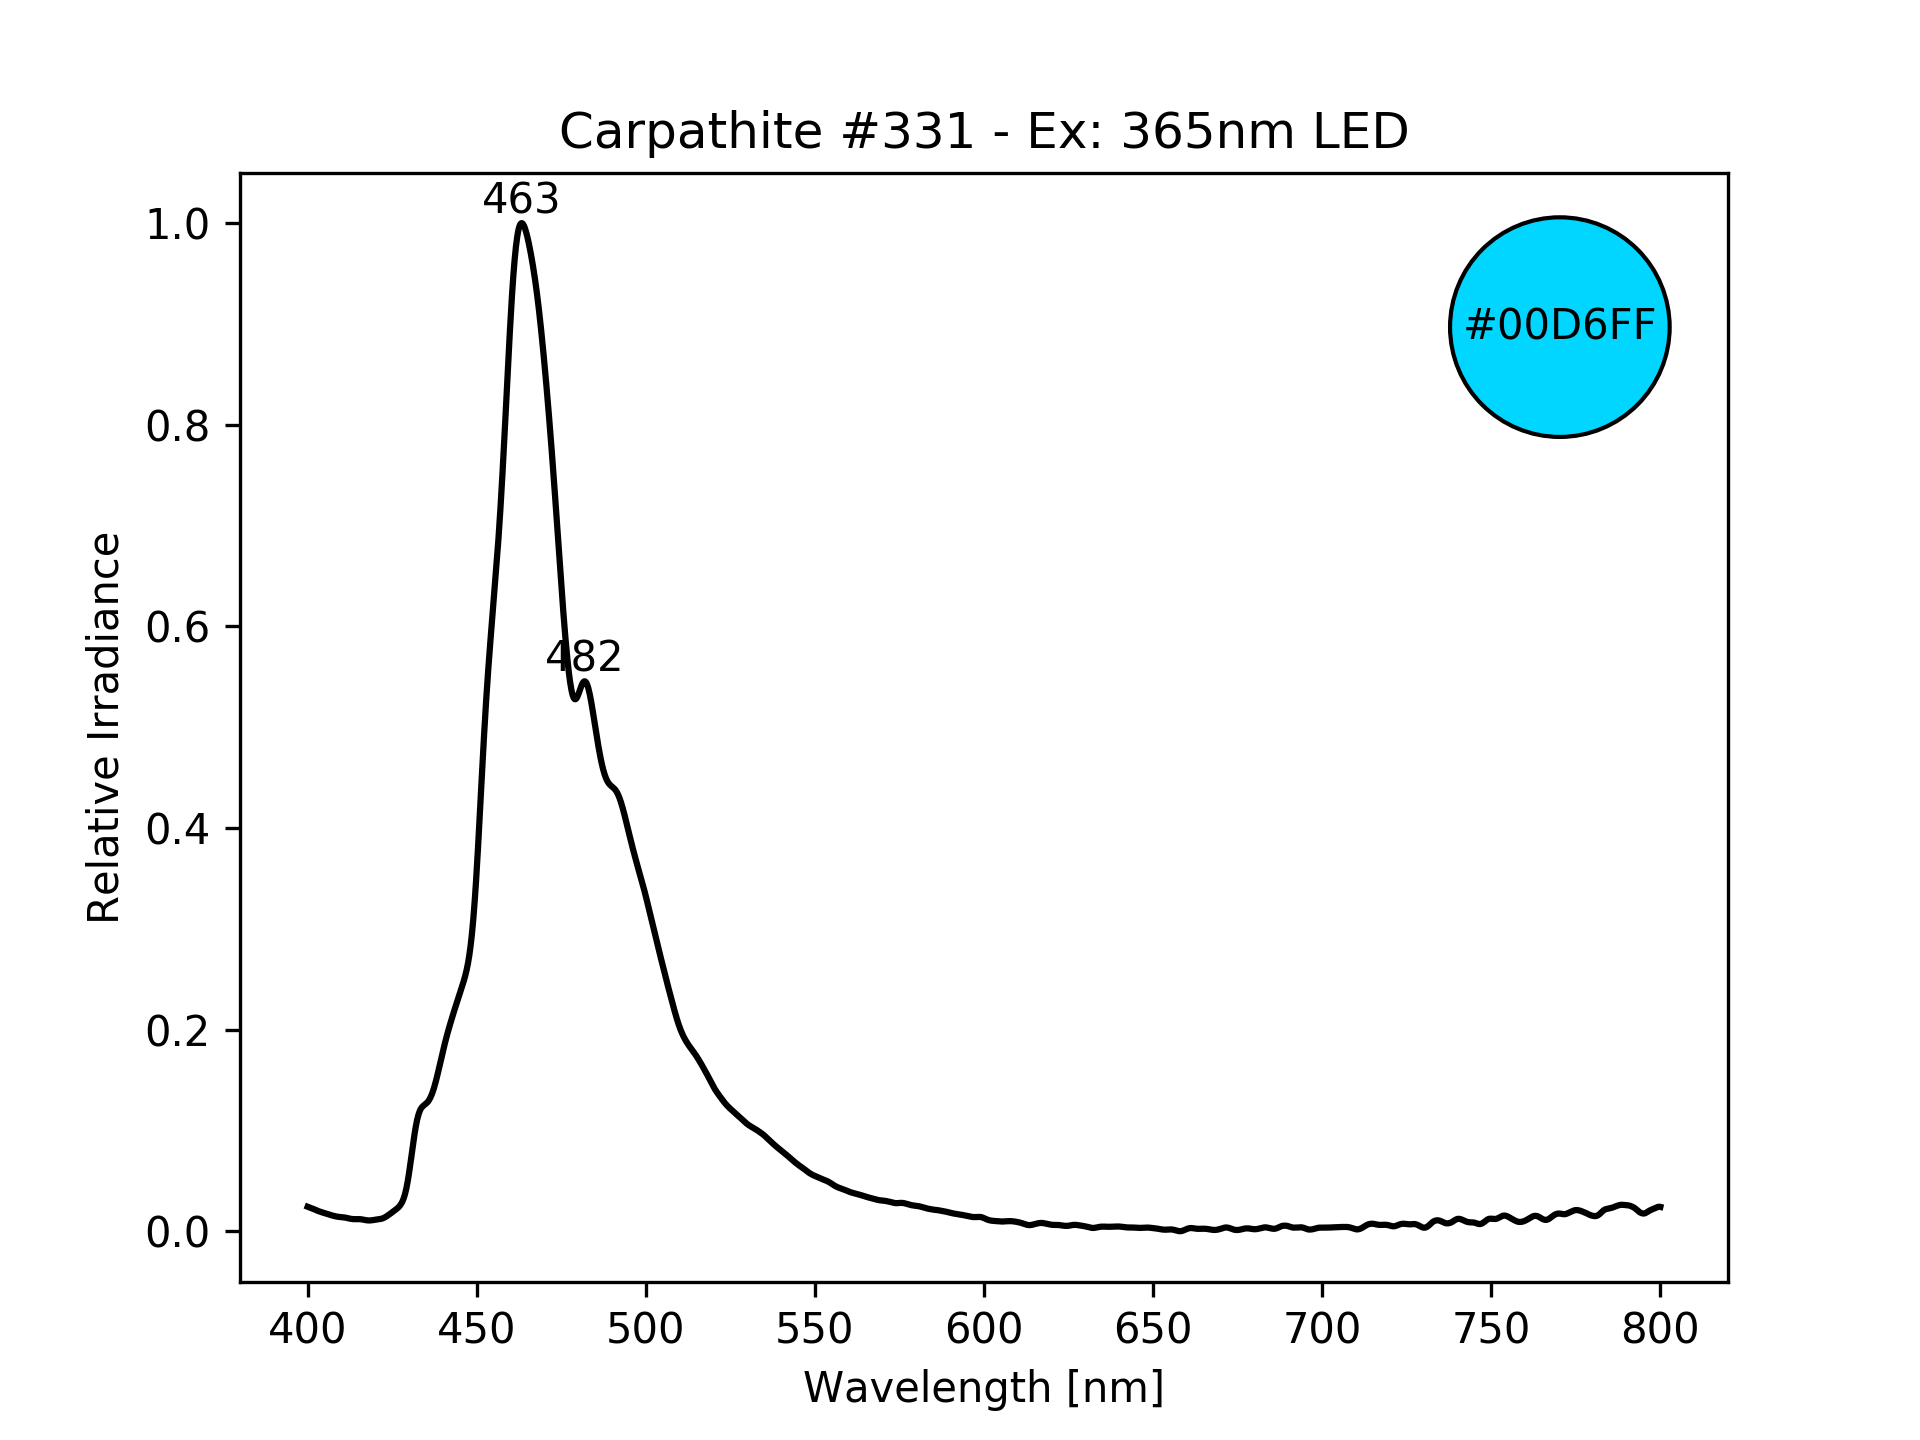 Carpathite #331 - Ex: 365nm LED
463
#00D6FF
482
1.0
0.8
0.6
0.4
0.2
0.0
Relative Irradiance
400 450 500 550 600 650 700 750 800
Wavelength [nm]